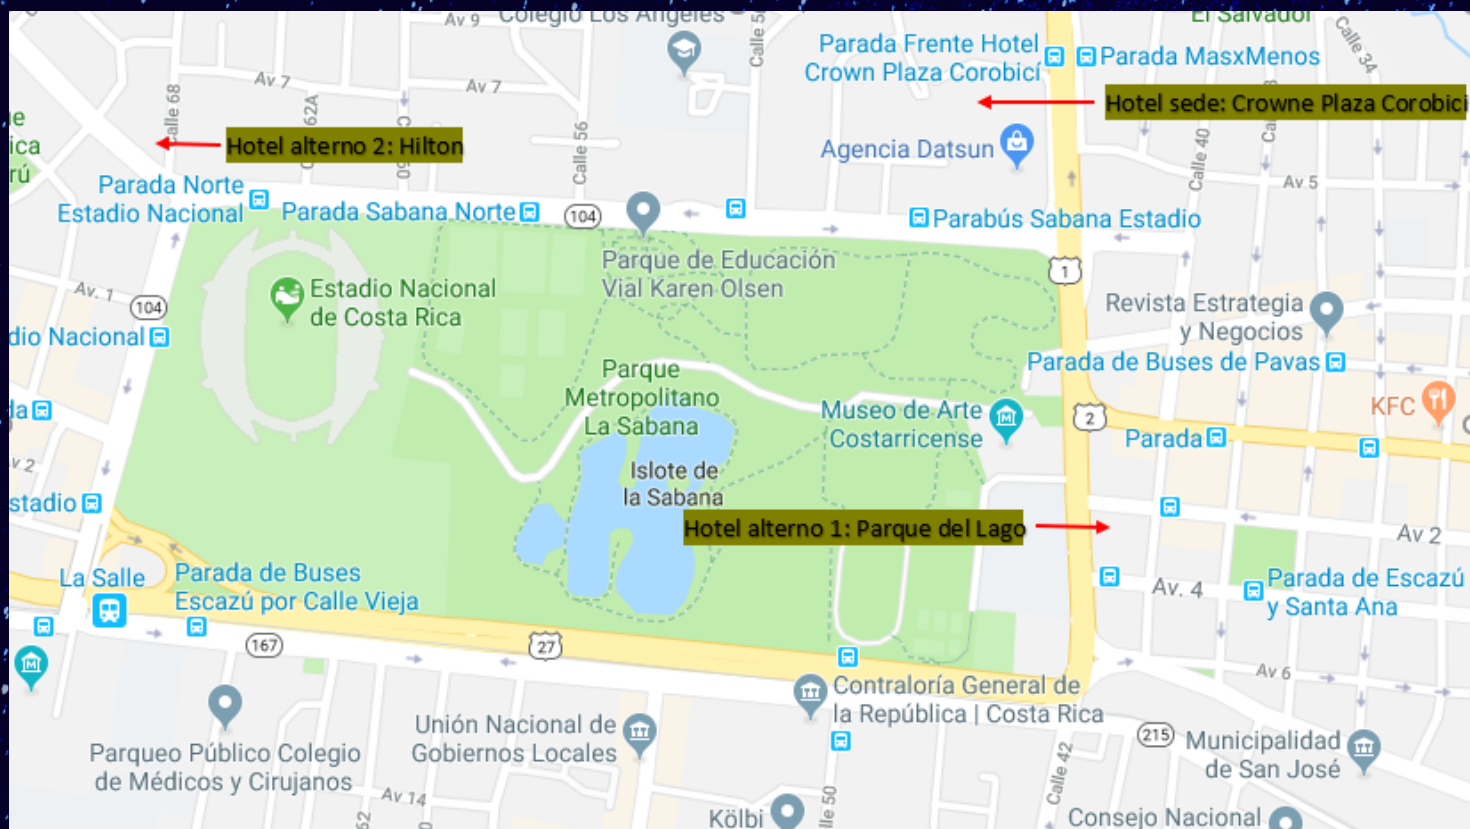 Av 9
Colegio Los Angeles
El Salvador
Calle 34
Parada Frente Hotel
Crown Plaza Corobicí
Parada MasxMenos
Av 7
Av 7
Calle 68
62A
Hotel sede: Crowne Plaza Corobici
Hotel alterno 2: Hilton
Calle 56
Agencia Datsun
Calle 40
Av 5
Parada Norte
Estadio Nacional
Parada Sabana Norte
104
Parabús Sabana Estadio
Parque de Educación
Vial Karen Olsen
1
Estadio Nacional
de Costa Rica
Av. 1
104
Revista Estrategia
y Negocios
dio Nacional
Parada de Buses de Pavas
Parque
Metropolitano
La Sabana
Museo de Arte
Costarricense
2
KFC
Parada
Islote de
la Sabana
stadio
Hotel alterno 1: Parque del Lago
Av 2
La Salle
Parada de Buses
Escazú por Calle Vieja
Av. 4
Parada de Escazú
y Santa Ana
167
27
Av 6
Contraloría General de
la República | Costa Rica
Unión Nacional de
Gobiernos Locales
215
Municipalidad
de San José
Parqueo Público Colegio
de Médicos y Cirujanos
Calle 42
Av 14
lle 50
Kölbi
Consejo Nacional